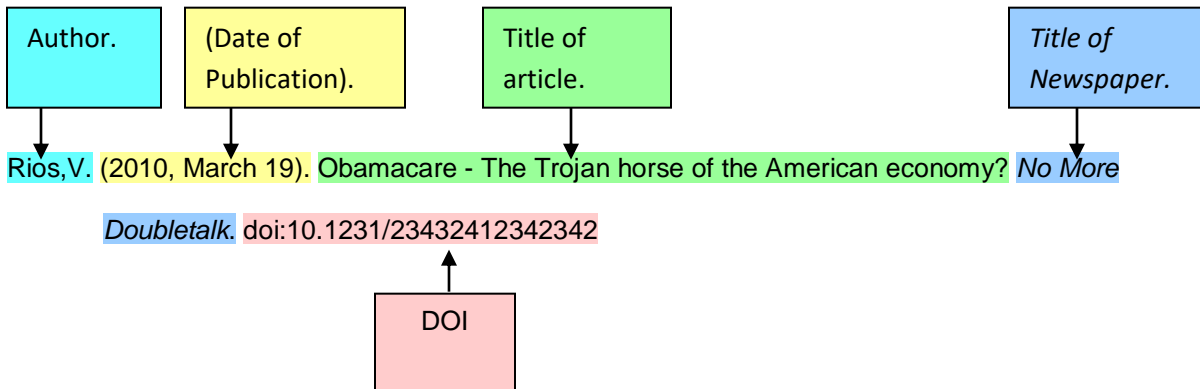 Author.
(Date of
Publication).
Title of
article.
Title of
Newspaper.
Rios,V. (2010, March 19). Obamacare - The Trojan horse of the American economy? No More
Doubletalk. doi:10.1231/23432412342342
DOI